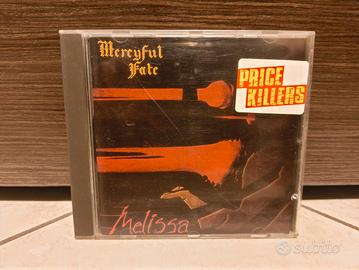 Mercyful
Fate
PRICE
KILLERS
Melissa
subito